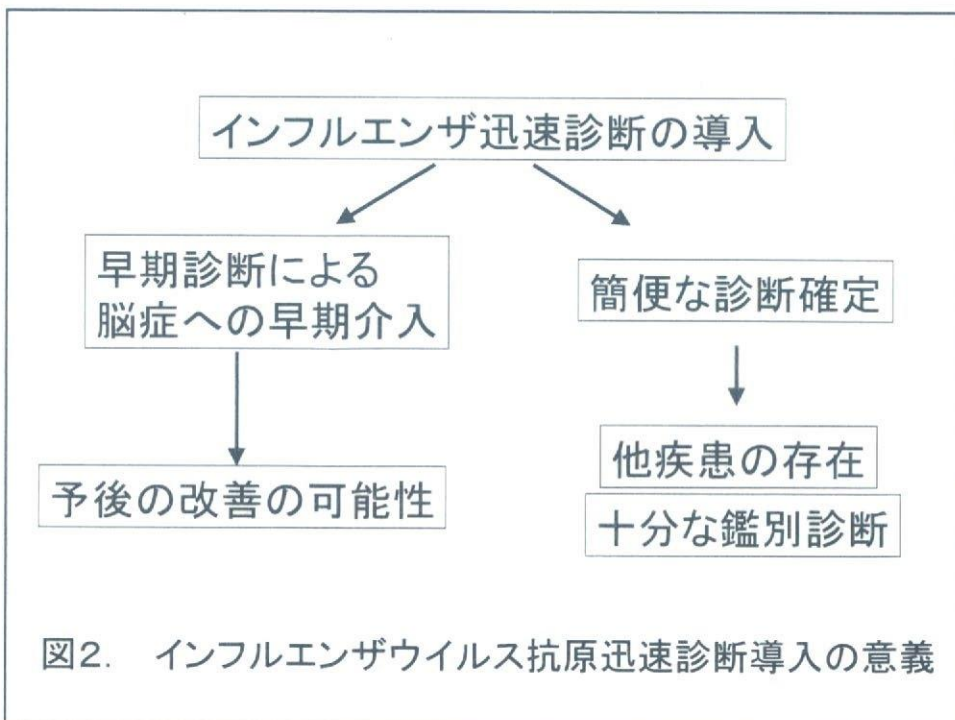 インフルエンザ迅速診断の導入
早期診断による
脳症への早期介入
簡便な診断確定
予後の改善の可能性
他疾患の存在
十分な鑑別診断
図2.　インフルエンザウイルス抗原迅速診断導入の意義